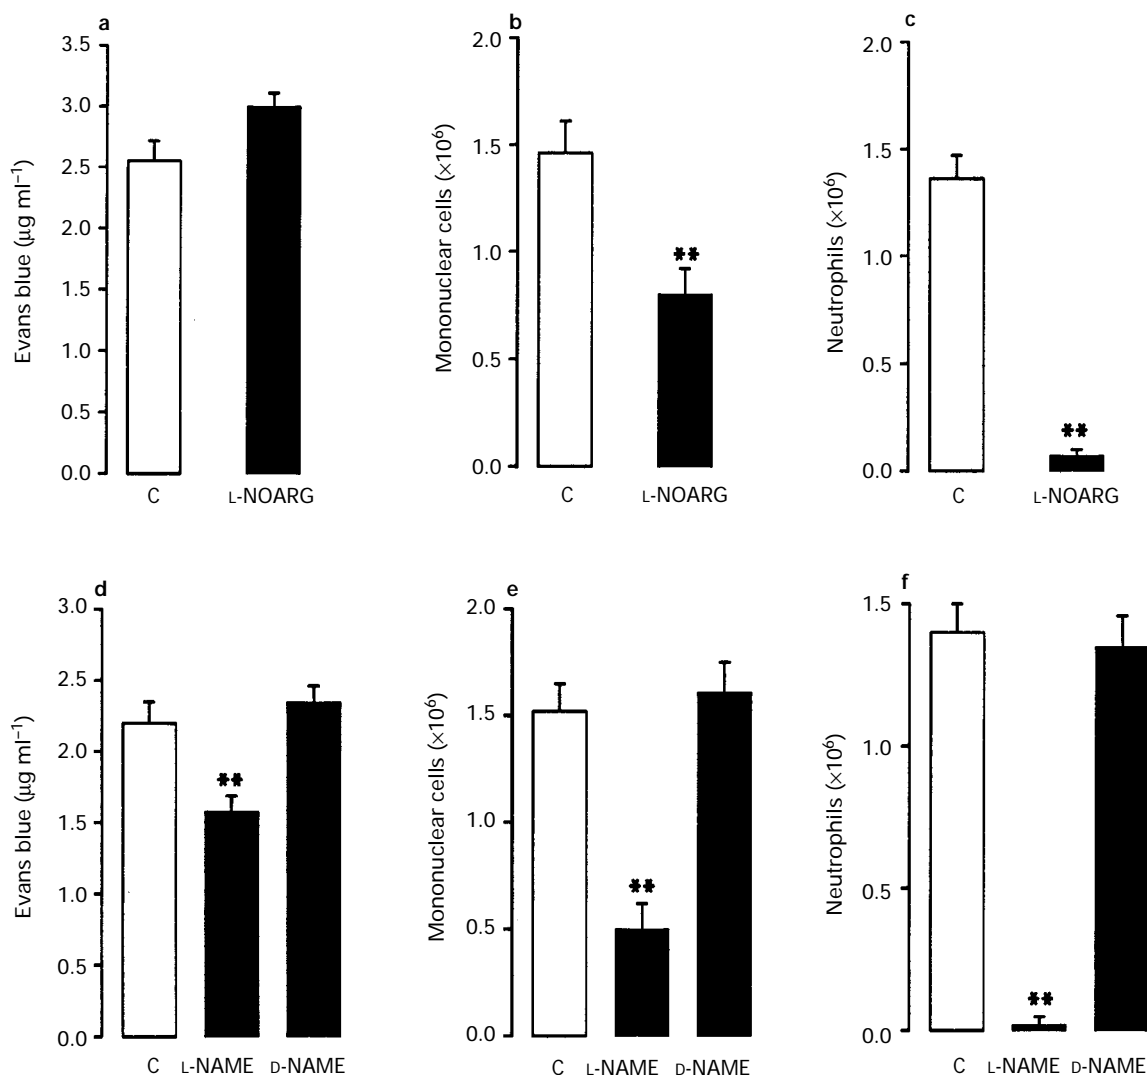 a
Evans blue (µg ml⁻¹)
3.5
3.0
2.5
2.0
1.5
1.0
0.5
0.0
C
L-NOARG
b
Mononuclear cells (×10⁶)
2.0
1.5
1.0
0.5
0.0
**
C
L-NOARG
c
Neutrophils (×10⁶)
2.0
1.5
1.0
0.5
0.0
**
C
L-NOARG
d
Evans blue (µg ml⁻¹)
3.0
2.5
2.0
1.5
1.0
0.5
0.0
**
C
L-NAME
D-NAME
e
Mononuclear cells (×10⁶)
2.0
1.5
1.0
0.5
0.0
**
C
L-NAME
D-NAME
f
Neutrophils (×10⁶)
1.5
1.0
0.5
0.0
**
C
L-NAME
D-NAME